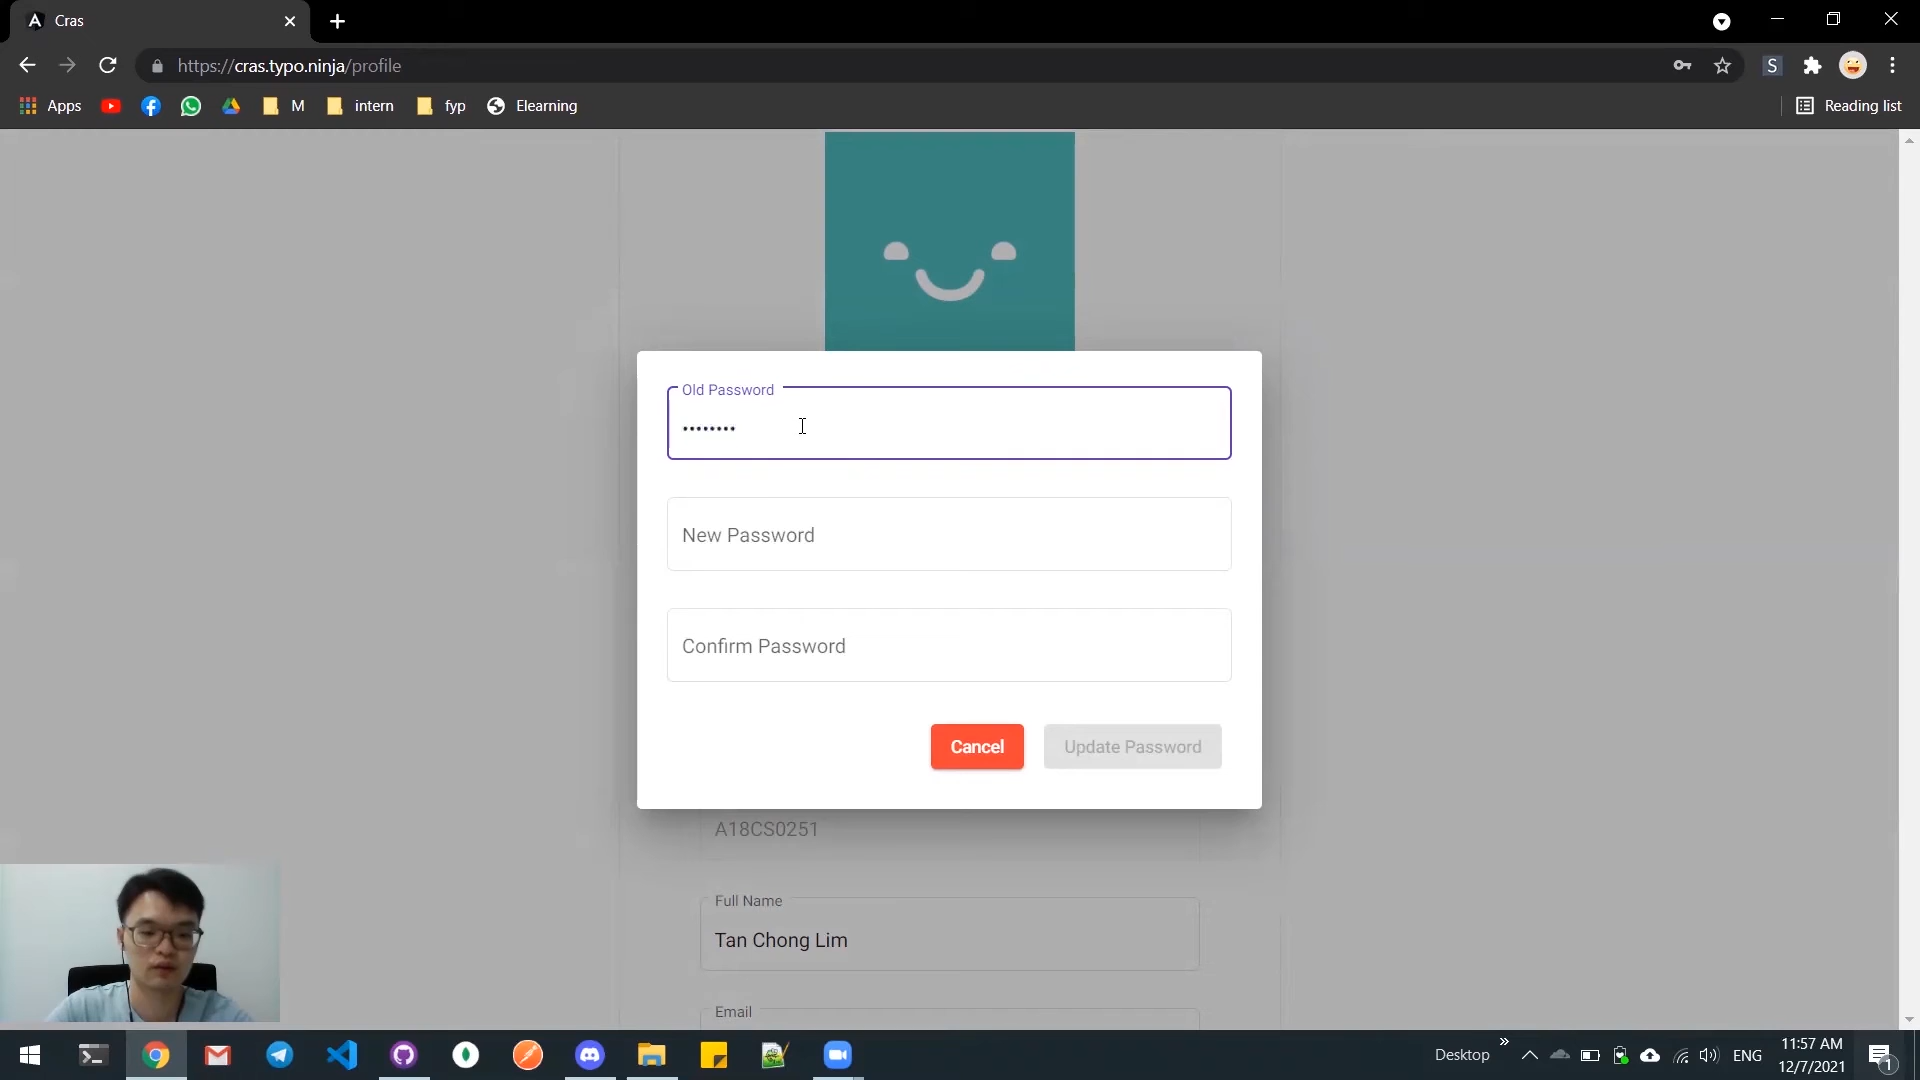 Cras
https://cras.typo.ninja/profile
S
Apps
M
intern
fyp
Elearning
Reading list
Old Password
••••••••
New Password
Confirm Password
Cancel
Update Password
A18CS0251
Full Name
Tan Chong Lim
Email
Desktop
ENG
11:57 AM
12/7/2021
1